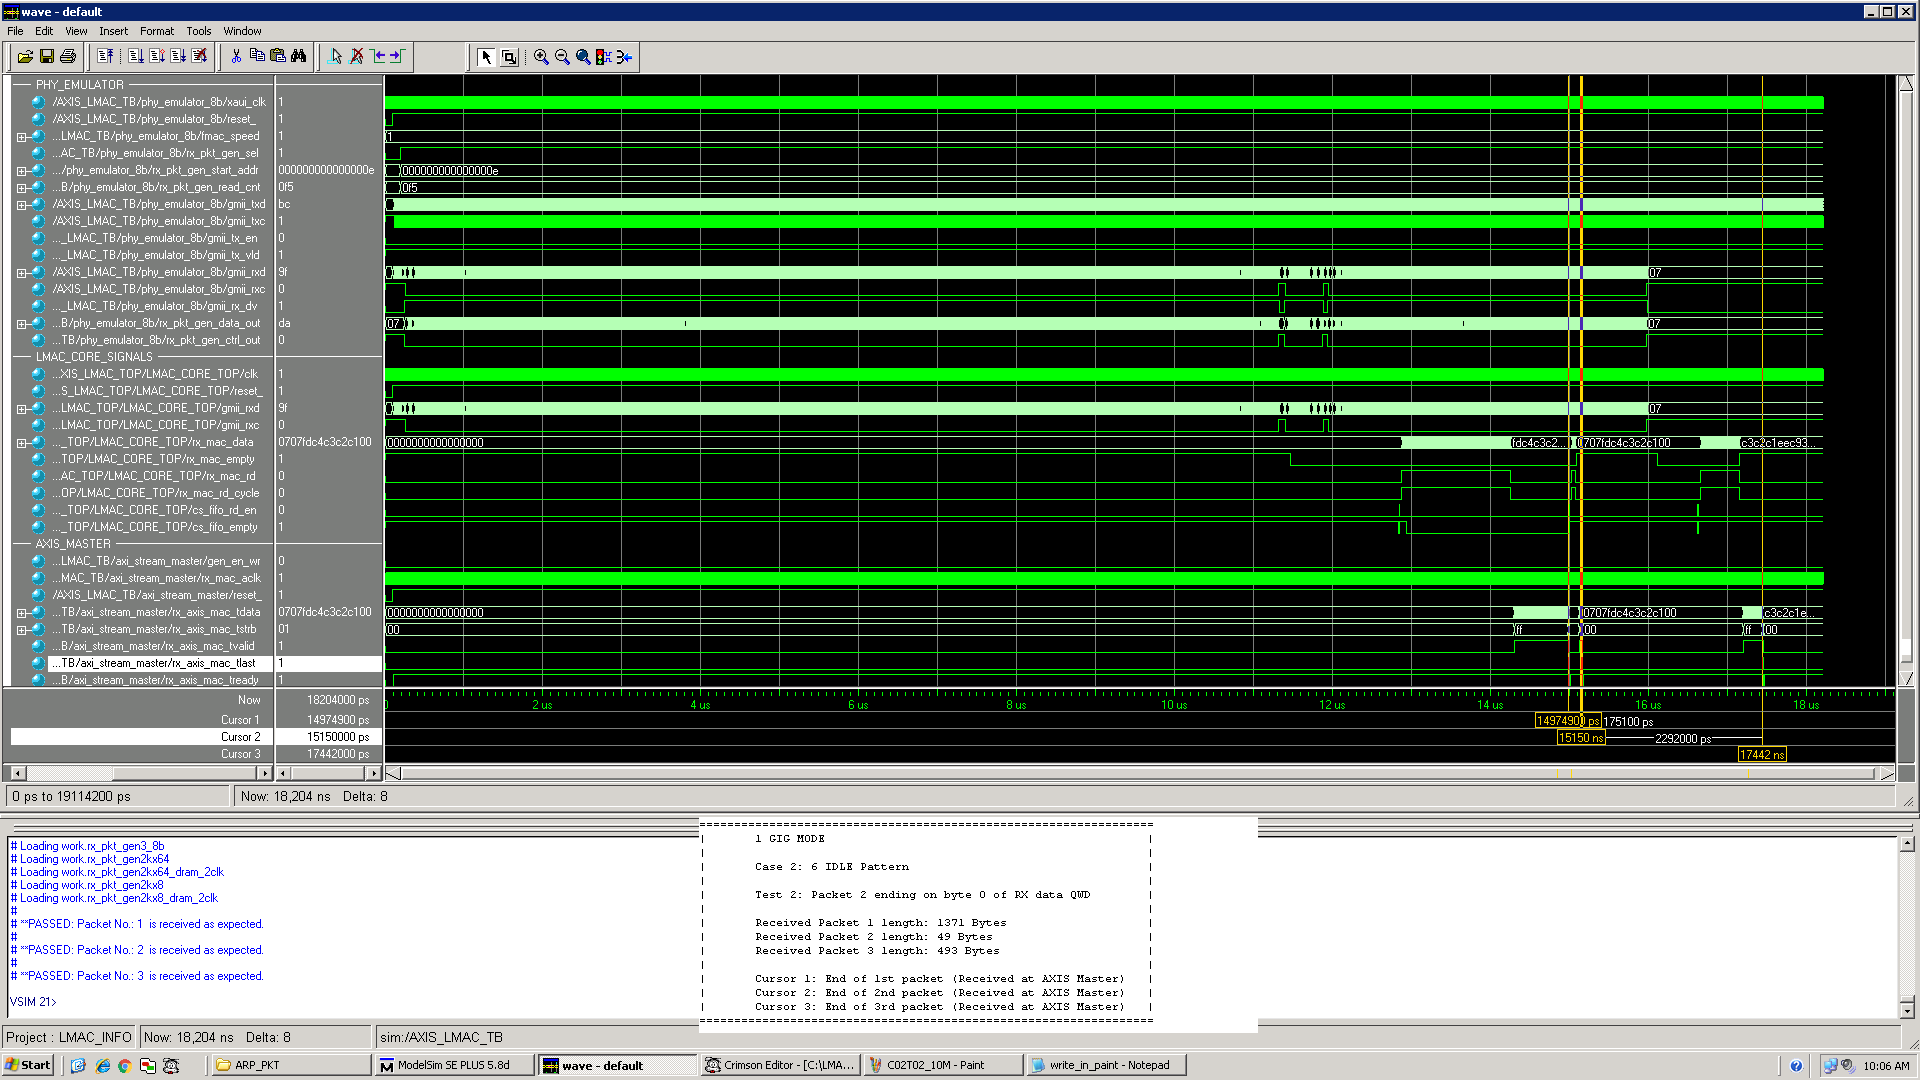 wave - default
File Edit View Insert Format Tools Window
PHY_EMULATOR
/AXIS_LMAC_TB/phy_emulator_8b/xaui_clk 1
/AXIS_LMAC_TB/phy_emulator_8b/reset_ 1
...LMAC_TB/phy_emulator_8b/fmac_speed 1 1
...AC_TB/phy_emulator_8b/rx_pkt_gen_sel 1
.../phy_emulator_8b/rx_pkt_gen_start_addr 000000000000000e 000000000000000e
...B/phy_emulator_8b/rx_pkt_gen_read_cnt 0f5 0f5
/AXIS_LMAC_TB/phy_emulator_8b/gmii_txd bc
/AXIS_LMAC_TB/phy_emulator_8b/gmii_txc 1
..._LMAC_TB/phy_emulator_8b/gmii_tx_en 0
..._LMAC_TB/phy_emulator_8b/gmii_tx_vld 1
/AXIS_LMAC_TB/phy_emulator_8b/gmii_rxd 9f 07
/AXIS_LMAC_TB/phy_emulator_8b/gmii_rxc 0
..._LMAC_TB/phy_emulator_8b/gmii_rx_dv 1
...B/phy_emulator_8b/rx_pkt_gen_data_out da 07 07
...TB/phy_emulator_8b/rx_pkt_gen_ctrl_out 0
LMAC_CORE_SIGNALS
...XIS_LMAC_TOP/LMAC_CORE_TOP/clk 1
...S_LMAC_TOP/LMAC_CORE_TOP/reset_ 1
...LMAC_TOP/LMAC_CORE_TOP/gmii_rxd 9f 07
...LMAC_TOP/LMAC_CORE_TOP/gmii_rxc 0
..._TOP/LMAC_CORE_TOP/rx_mac_data 0707fdc4c3c2c100 0000000000000000 fdc4c3c2... 0707fdc4c3c2c100 c3c2c1eec93...
...TOP/LMAC_CORE_TOP/rx_mac_empty 1
...AC_TOP/LMAC_CORE_TOP/rx_mac_rd 0
...OP/LMAC_CORE_TOP/rx_mac_rd_cycle 0
..._TOP/LMAC_CORE_TOP/cs_fifo_rd_en 0
..._TOP/LMAC_CORE_TOP/cs_fifo_empty 1
AXIS_MASTER
...LMAC_TB/axi_stream_master/gen_en_wr 0
...MAC_TB/axi_stream_master/rx_mac_aclk 1
/AXIS_LMAC_TB/axi_stream_master/reset_ 1
...TB/axi_stream_master/rx_axis_mac_tdata 0707fdc4c3c2c100 0000000000000000 0707fdc4c3c2c100 c3c2c1e...
...TB/axi_stream_master/rx_axis_mac_tstrb 01 00 ff 00 ff 00
...B/axi_stream_master/rx_axis_mac_tvalid 1
...TB/axi_stream_master/rx_axis_mac_tlast 1
...B/axi_stream_master/rx_axis_mac_tready 1
Now 18204000 ps 0 2 us 4 us 6 us 8 us 10 us 12 us 14 us 16 us 18 us
Cursor 1 14974900 ps 14974900 ps 175100 ps
Cursor 2 15150000 ps 15150 ns 2292000 ps
Cursor 3 17442000 ps 17442 ns
0 ps to 19114200 ps Now: 18,204 ns Delta: 8
# Loading work.rx_pkt_gen3_8b
# Loading work.rx_pkt_gen2kx64
# Loading work.rx_pkt_gen2kx64_dram_2clk
# Loading work.rx_pkt_gen2kx8
# Loading work.rx_pkt_gen2kx8_dram_2clk
#
# **PASSED: Packet No.: 1 is received as expected.
#
# **PASSED: Packet No.: 2 is received as expected.
#
# **PASSED: Packet No.: 3 is received as expected.
VSIM 21>
1 GIG MODE
Case 2: 6 IDLE Pattern
Test 2: Packet 2 ending on byte 0 of RX data QWD
Received Packet 1 length: 1371 Bytes
Received Packet 2 length: 49 Bytes
Received Packet 3 length: 493 Bytes
Cursor 1: End of 1st packet (Received at AXIS Master)
Cursor 2: End of 2nd packet (Received at AXIS Master)
Cursor 3: End of 3rd packet (Received at AXIS Master)
Project : LMAC_INFO Now: 18,204 ns Delta: 8 sim:/AXIS_LMAC_TB
Start ARP_PKT ModelSim SE PLUS 5.8d wave - default Crimson Editor - [C:\LMA... C02T02_10M - Paint write_in_paint - Notepad 10:06 AM